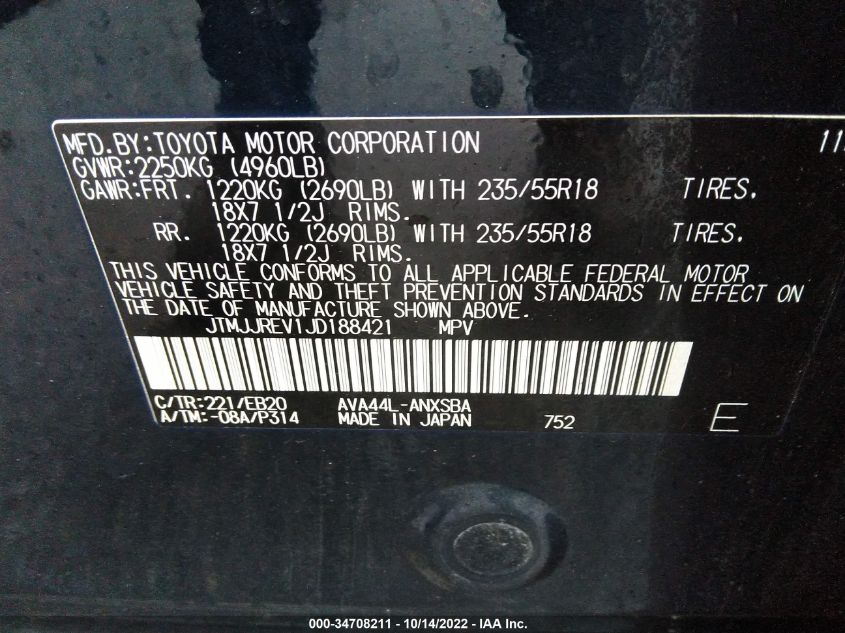 MFD.BY:TOYOTA MOTOR CORPORATION 11
GVWR:2250KG (4960LB)
GAWR:FRT. 1220KG (2690LB) WITH 235/55R18 TIRES.
18X7 1/2J RIMS.
RR. 1220KG (2690LB) WITH 235/55R18 TIRES.
18X7 1/2J RIMS.
THIS VEHICLE CONFORMS TO ALL APPLICABLE FEDERAL MOTOR
VEHICLE SAFETY AND THEFT PREVENTION STANDARDS IN EFFECT ON
THE DATE OF MANUFACTURE SHOWN ABOVE.
JTMJJREV1JD188421 MPV
C/TR:221/EB20 AVA44L-ANXSBA
A/TM:-08A/P314 MADE IN JAPAN 752 E
000-34708211 - 10/14/2022 - IAA Inc.